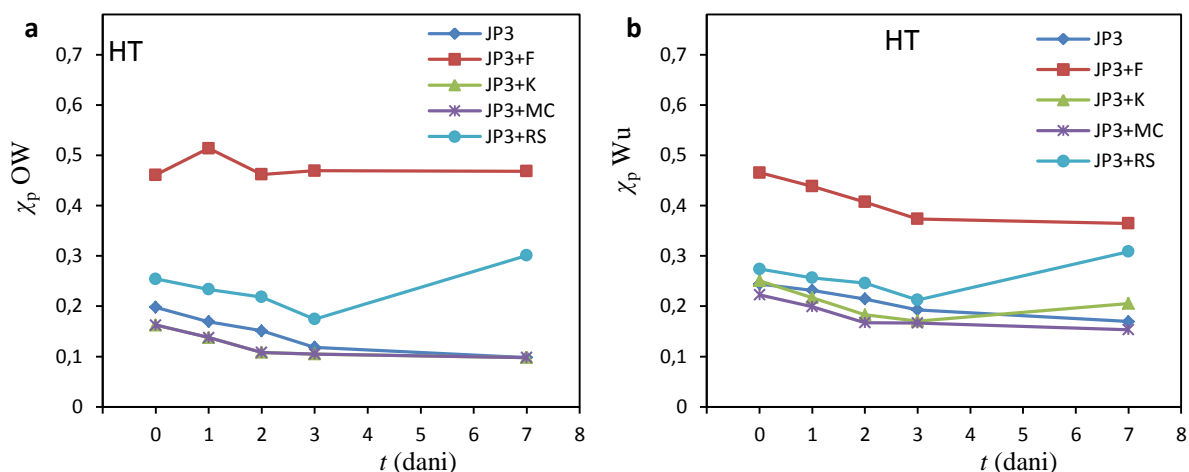 a
HT
χp OW
0,7
0,6
0,5
0,4
0,3
0,2
0,1
0
0 1 2 3 4 5 6 7 8
t (dani)
JP3
JP3+F
JP3+K
JP3+MC
JP3+RS
b
HT
χp Wu
0,7
0,6
0,5
0,4
0,3
0,2
0,1
0
0 1 2 3 4 5 6 7 8
t (dani)
JP3
JP3+F
JP3+K
JP3+MC
JP3+RS